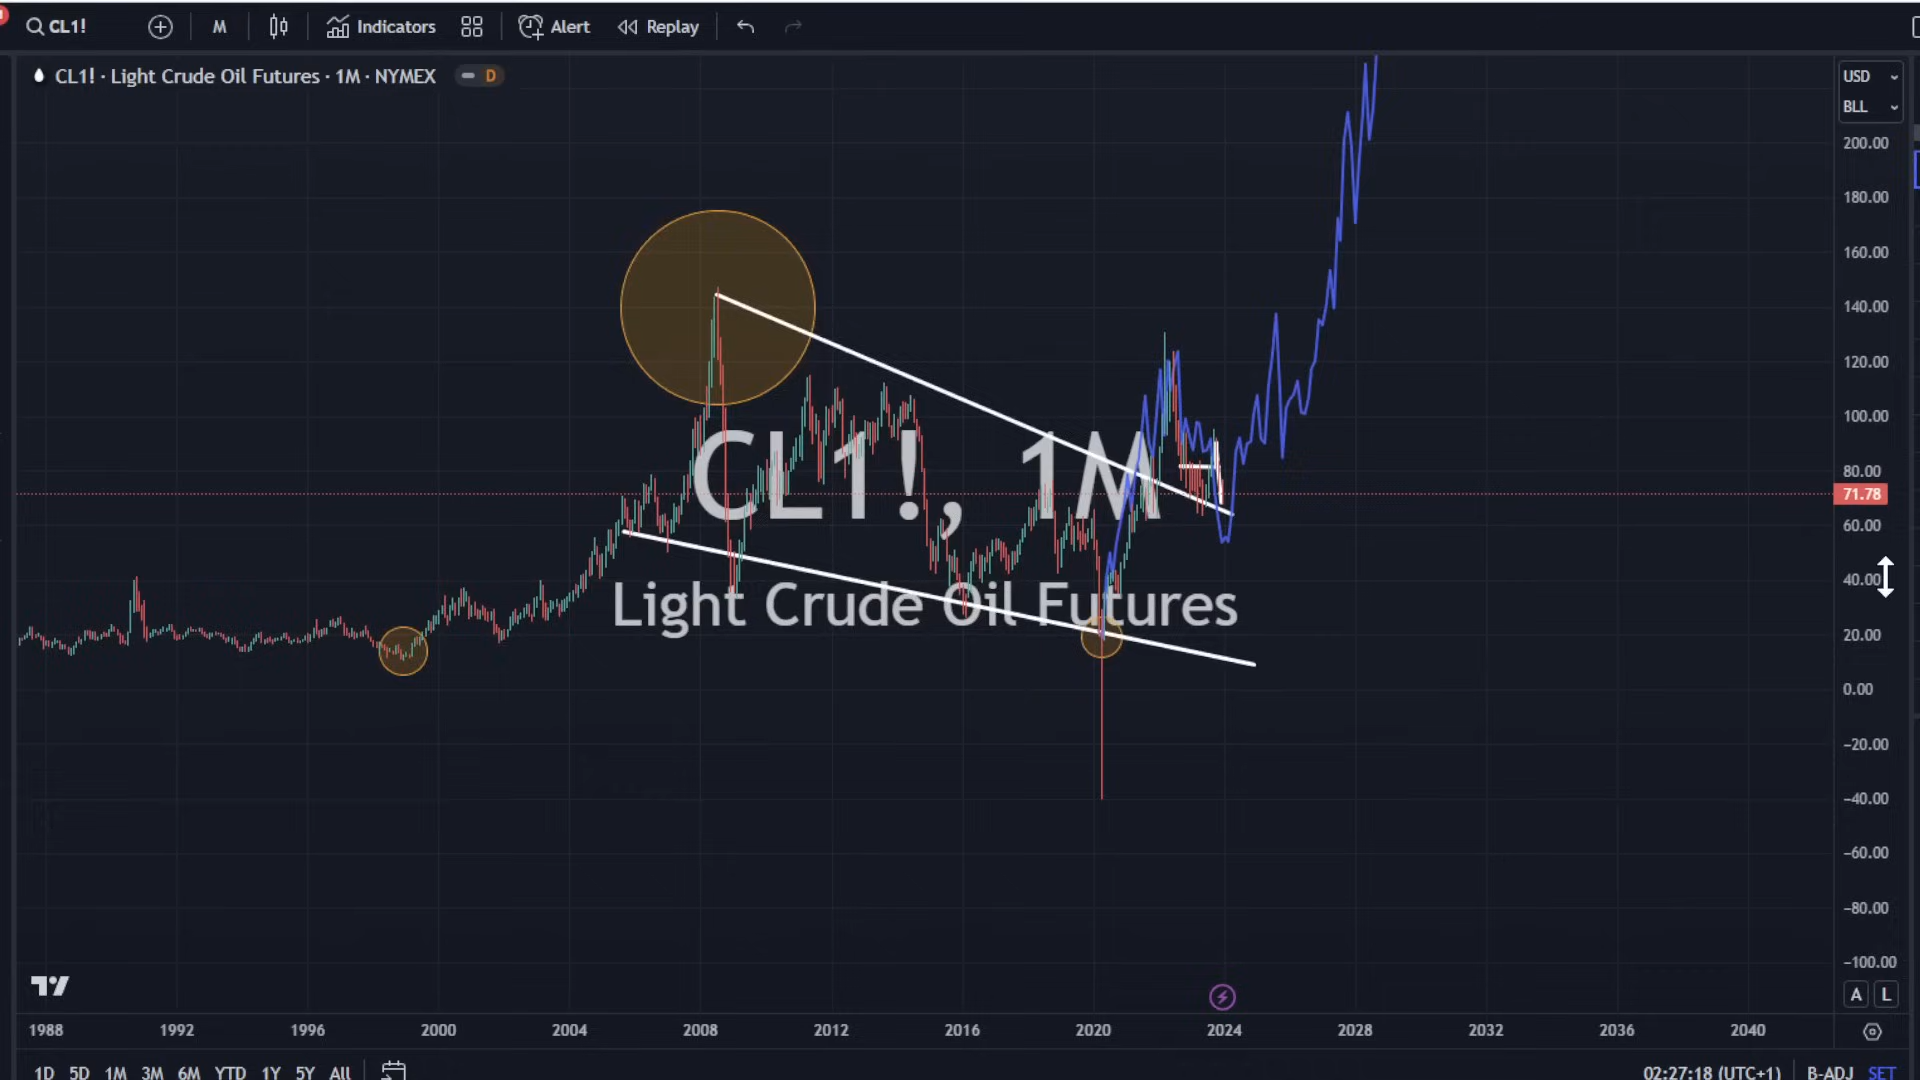 CL1! M Indicators Alert Replay
CL1! · Light Crude Oil Futures · 1M · NYMEX D
USD
BLL
200.00
180.00
160.00
140.00
120.00
100.00
80.00
71.78
60.00
40.00
20.00
0.00
−20.00
−40.00
−60.00
−80.00
−100.00
CL1!, 1M
Light Crude Oil Futures
A L
1988 1992 1996 2000 2004 2008 2012 2016 2020 2024 2028 2032 2036 2040
1D 5D 1M 3M 6M YTD 1Y 5Y All 02:27:18 (UTC+1) B-ADJ SET